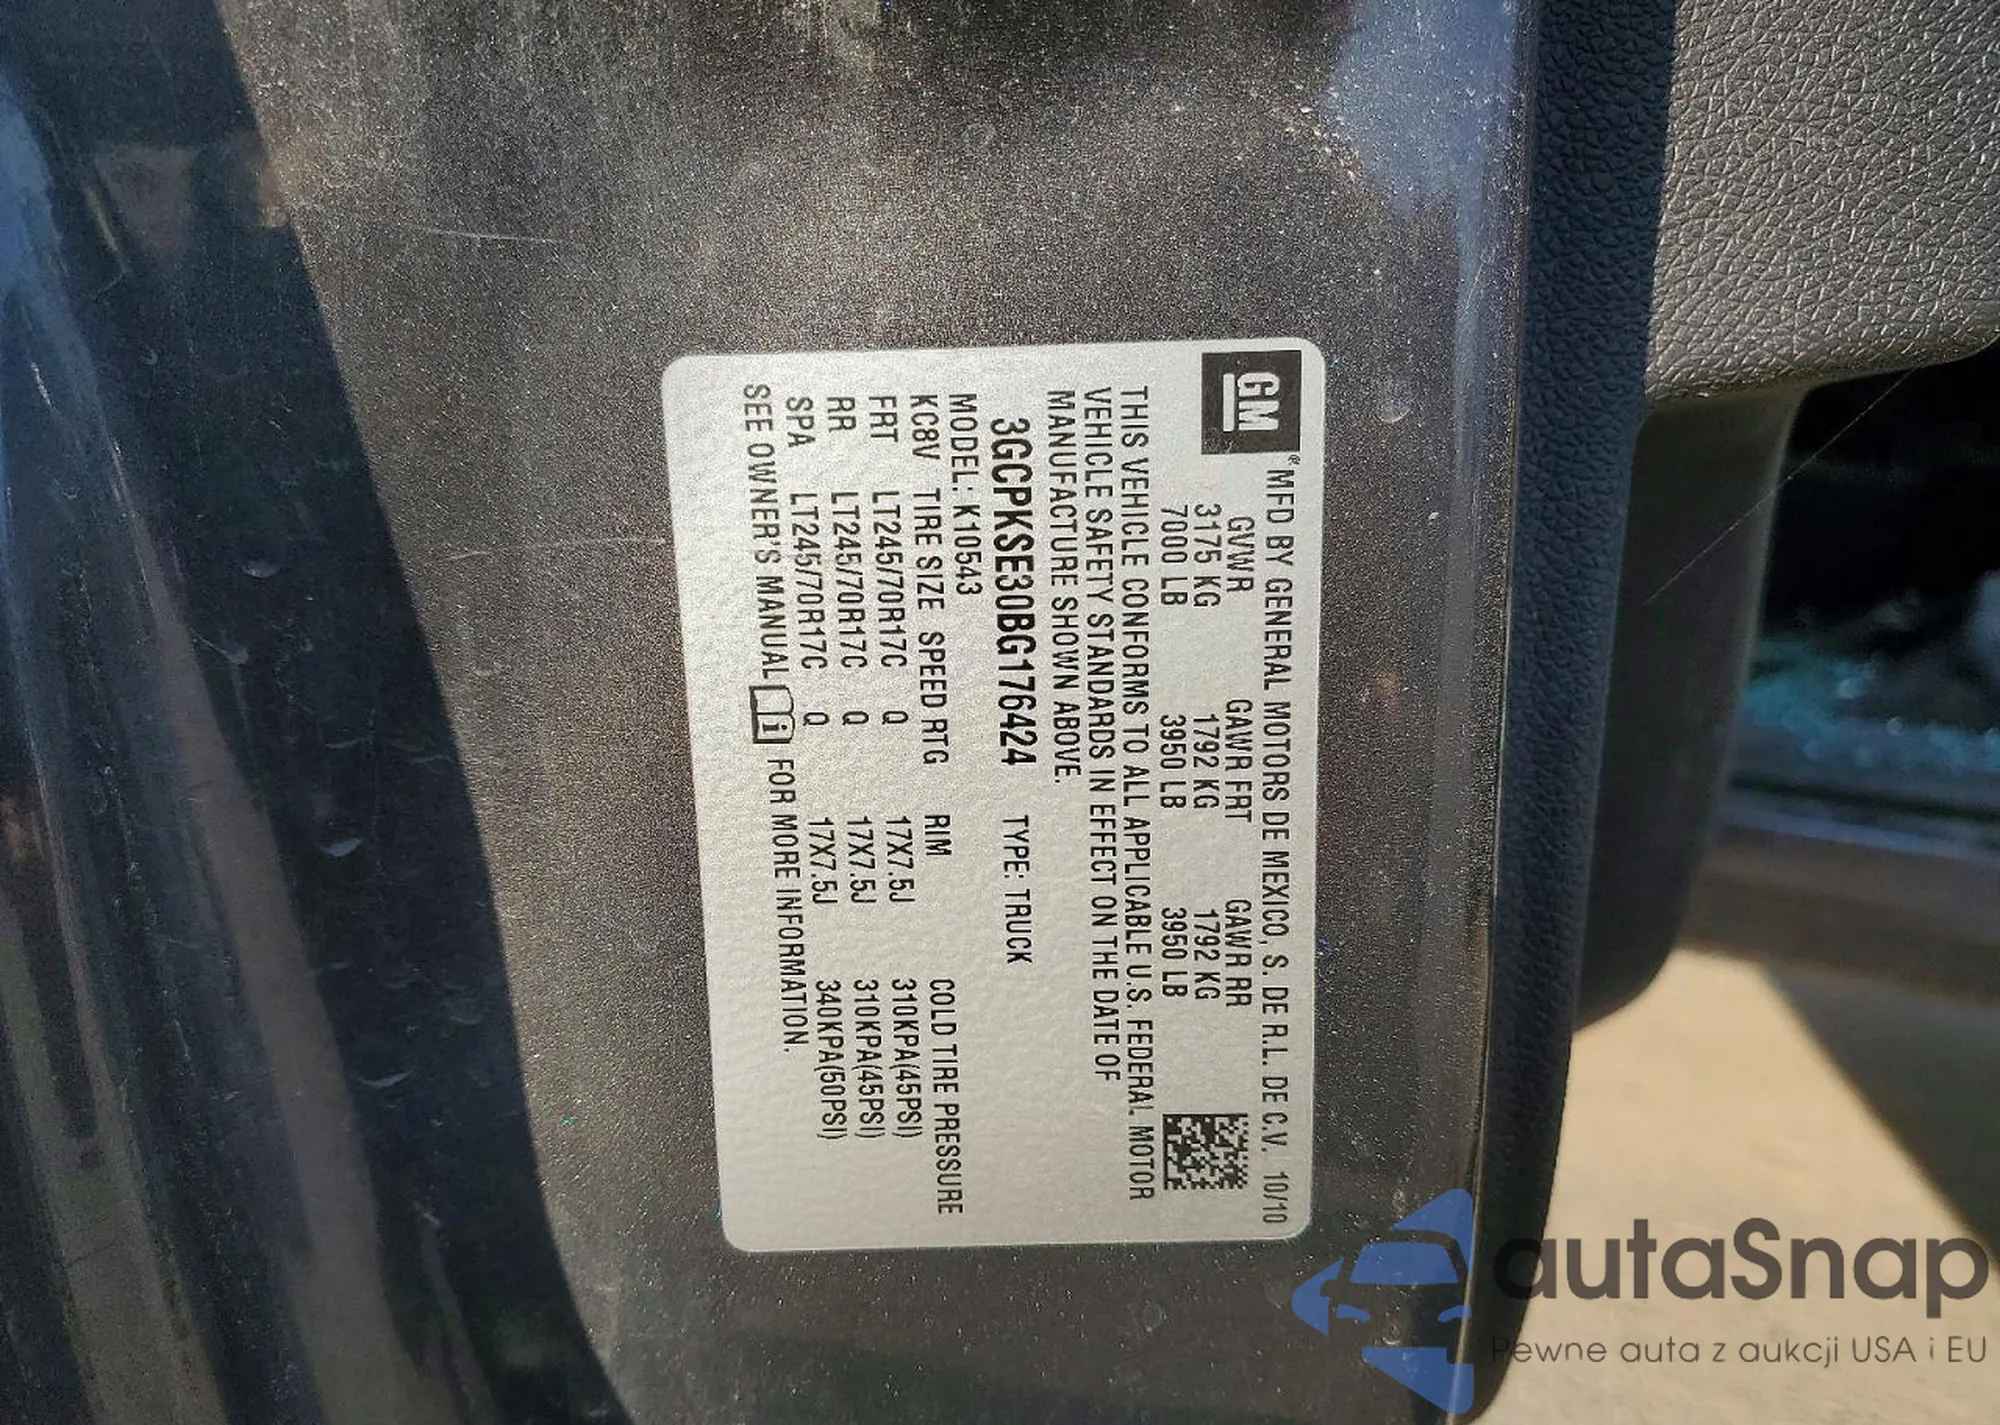 GM® MFD BY GENERAL MOTORS DE MEXICO, S. DE R.L. DE C.V. 10/10
GVWR GAWR FRT GAWR RR
3175 KG 1792 KG 1792 KG
7000 LB 3950 LB 3950 LB
THIS VEHICLE CONFORMS TO ALL APPLICABLE U.S. FEDERAL MOTOR
VEHICLE SAFETY STANDARDS IN EFFECT ON THE DATE OF
MANUFACTURE SHOWN ABOVE.
3GCPKSE30BG176424 TYPE: TRUCK
MODEL: K10543
KC8V TIRE SIZE SPEED RTG RIM COLD TIRE PRESSURE
FRT LT245/70R17C Q 17X7.5J 310KPA(45PSI)
RR LT245/70R17C Q 17X7.5J 310KPA(45PSI)
SPA LT245/70R17C Q 17X7.5J 340KPA(50PSI)
SEE OWNER'S MANUAL i FOR MORE INFORMATION.
autaSnap
Pewne auta z aukcji USA i EU